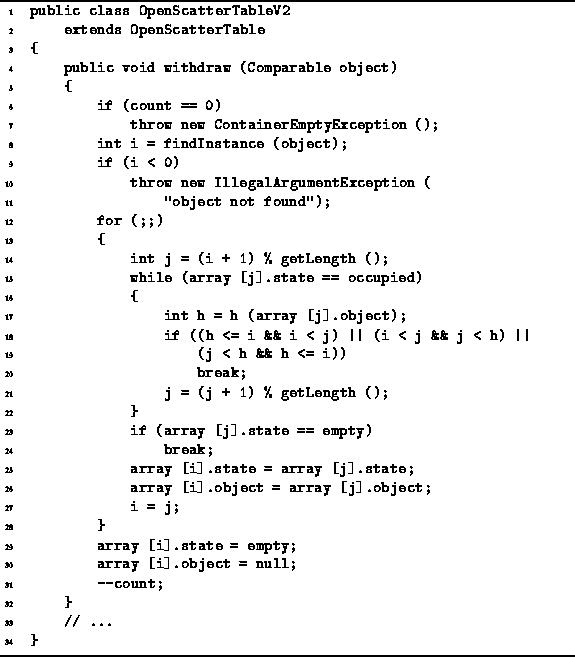 1 public class OpenScatterTableV2
2     extends OpenScatterTable
3 {
4     public void withdraw (Comparable object)
5     {
6         if (count == 0)
7             throw new ContainerEmptyException ();
8         int i = findInstance (object);
9         if (i < 0)
10             throw new IllegalArgumentException (
11                 "object not found");
12         for (;;)
13         {
14             int j = (i + 1) % getLength ();
15             while (array [j].state == occupied)
16             {
17                 int h = h (array [j].object);
18                 if ((h <= i && i < j) || (i < j && j < h) ||
19                     (j < h && h <= i))
20                     break;
21                 j = (j + 1) % getLength ();
22             }
23             if (array [j].state == empty)
24                 break;
25             array [i].state = array [j].state;
26             array [i].object = array [j].object;
27             i = j;
28         }
29         array [i].state = empty;
30         array [i].object = null;
31         --count;
32     }
33     // ...
34 }